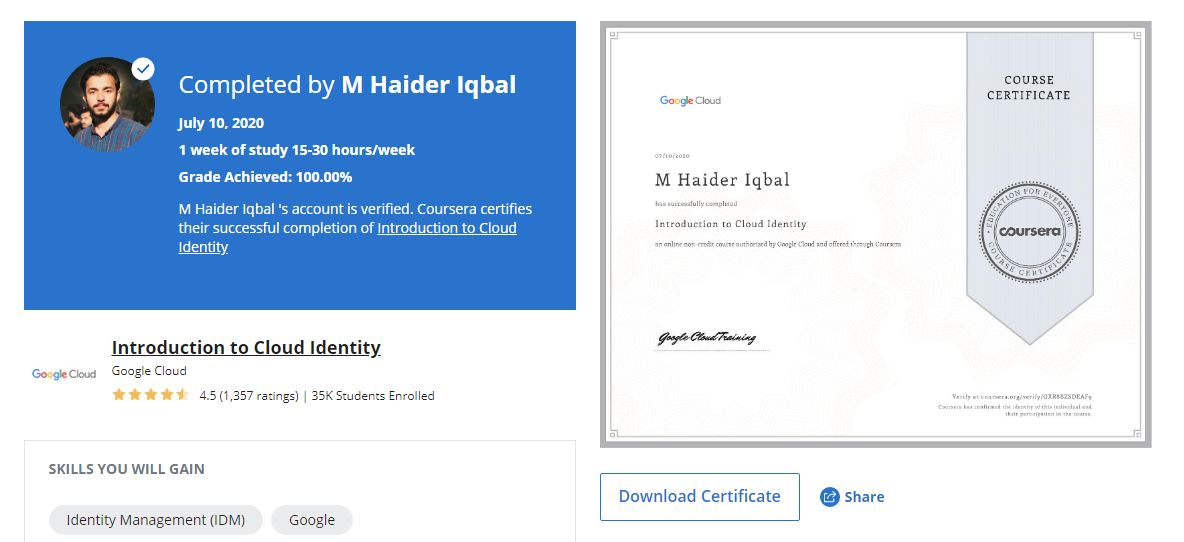 Completed by M Haider Iqbal
July 10, 2020
1 week of study 15-30 hours/week
Grade Achieved: 100.00%
M Haider Iqbal 's account is verified. Coursera certifies
their successful completion of Introduction to Cloud
Identity
Introduction to Cloud Identity
Google Cloud
Google Cloud
4.5 (1,357 ratings) | 35K Students Enrolled
SKILLS YOU WILL GAIN
Identity Management (IDM)
Google
Google Cloud
07/10/2020
M Haider Iqbal
has successfully completed
Introduction to Cloud Identity
an online non-credit course authorized by Google Cloud and offered through Coursera
Google Cloud Training
COURSE
CERTIFICATE
EDUCATION FOR EVERYONE
coursera
COURSE CERTIFICATE
Verify at
Coursera has confirmed the identity of this individual and
their participation in the course.
Download Certificate
Share